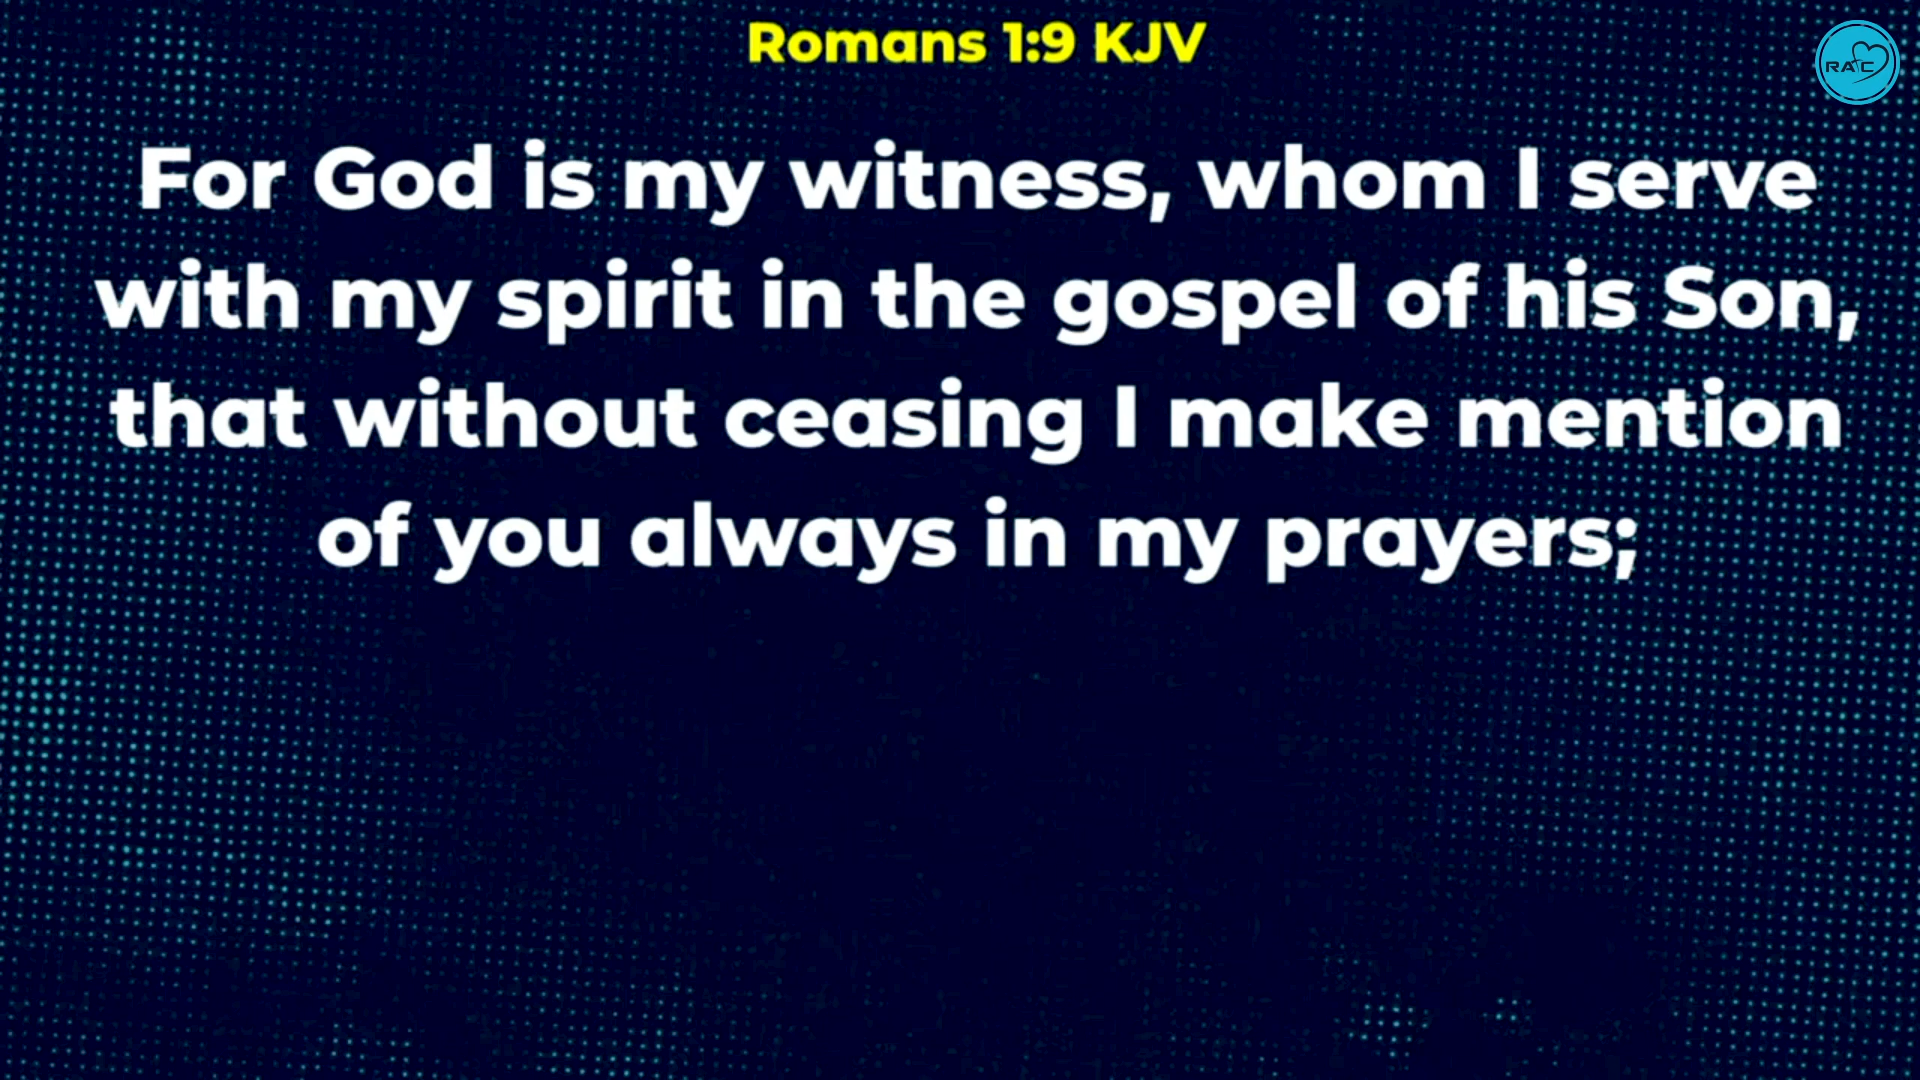 Romans 1:9 KJV
RAFC
For God is my witness, whom I serve
with my spirit in the gospel of his Son,
that without ceasing I make mention
of you always in my prayers;